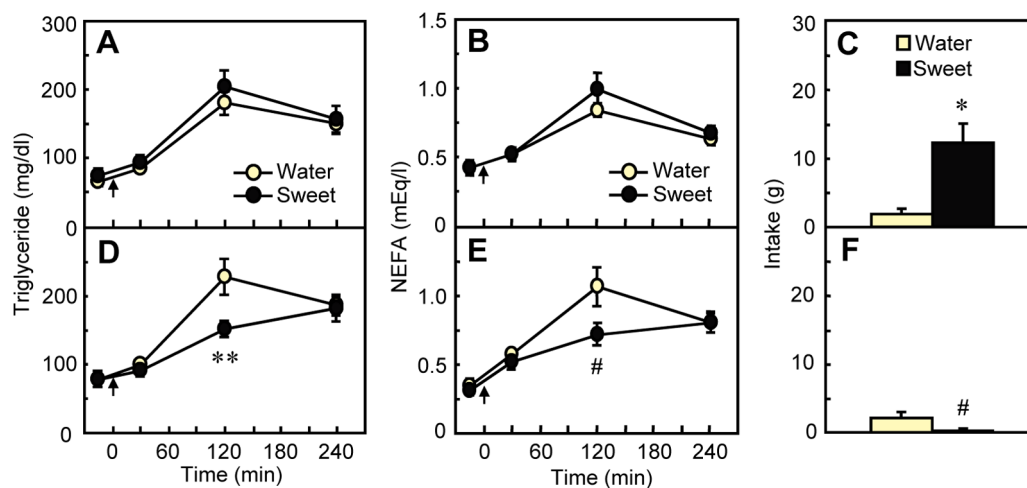 A
Triglyceride (mg/dl)
300
200
100
0
Water
Sweet
B
NEFA (mEq/l)
1.5
1.0
0.5
0
Water
Sweet
C
Water
Sweet
Intake (g)
30
20
10
0
*
D
200
100
0
**
0 60 120 180 240
Time (min)
E
1.0
0.5
0
#
0 60 120 180 240
Time (min)
F
20
10
0
#